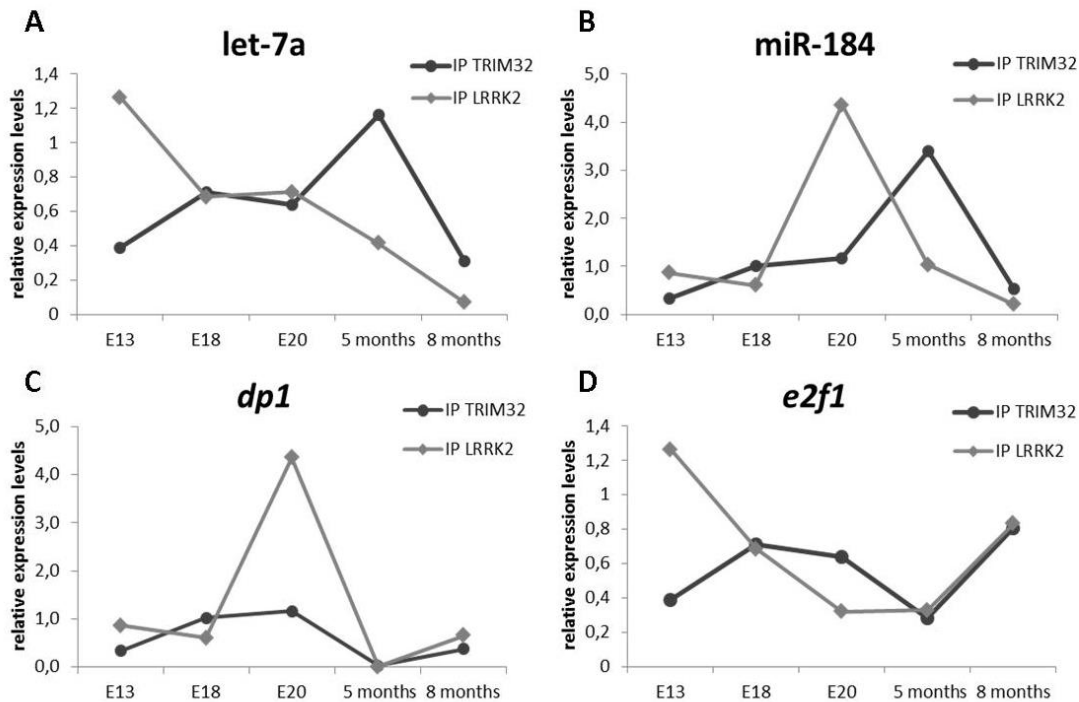 A
let-7a
IP TRIM32
IP LRRK2
relative expression levels
1,4
1,2
1
0,8
0,6
0,4
0,2
0
E13 E18 E20 5 months 8 months
B
miR-184
IP TRIM32
IP LRRK2
relative expression levels
5,0
4,0
3,0
2,0
1,0
0,0
E13 E18 E20 5 months 8 months
C
dp1
IP TRIM32
IP LRRK2
relative expression levels
5,0
4,0
3,0
2,0
1,0
0,0
E13 E18 E20 5 months 8 months
D
e2f1
IP TRIM32
IP LRRK2
relative expression levels
1,4
1,2
1
0,8
0,6
0,4
0,2
0
E13 E18 E20 5 months 8 months